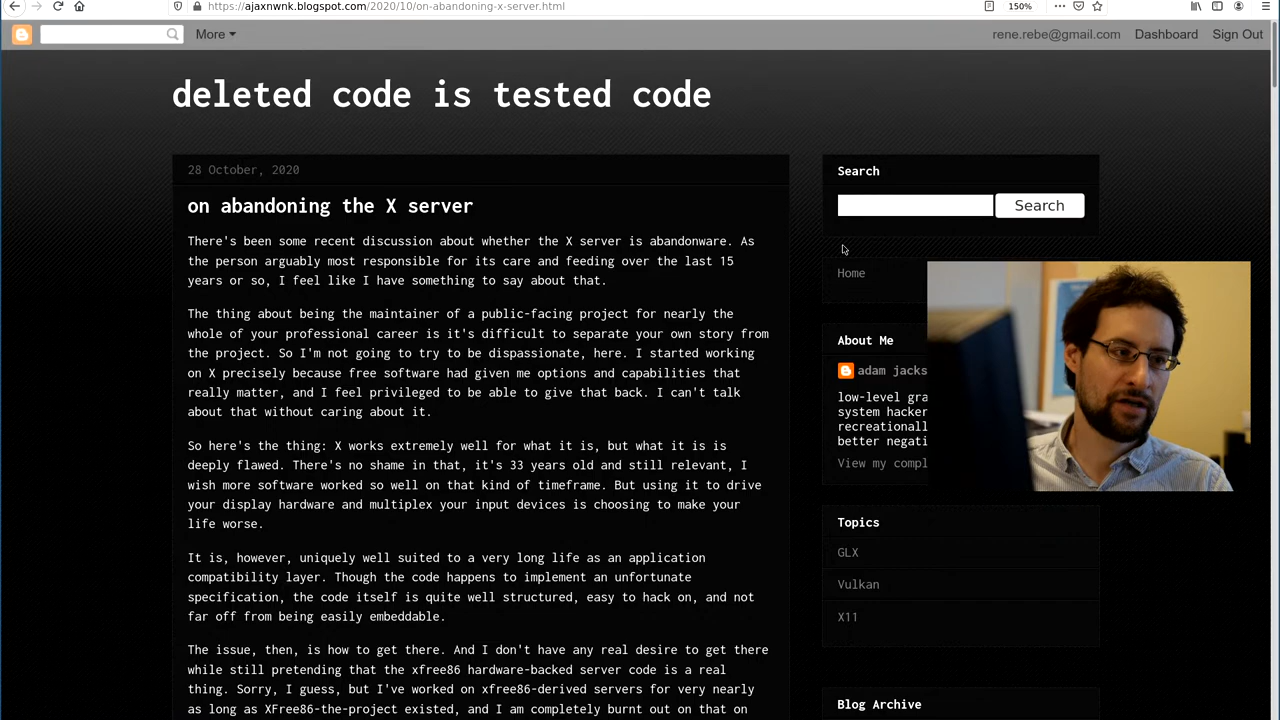 https://ajaxnwnk.blogspot.com/2020/10/on-abandoning-x-server.html
150%
More
rene.rebe@gmail.com
Dashboard
Sign Out
deleted code is tested code
28 October, 2020
on abandoning the X server
There's been some recent discussion about whether the X server is abandonware. As
the person arguably most responsible for its care and feeding over the last 15
years or so, I feel like I have something to say about that.
The thing about being the maintainer of a public-facing project for nearly the
whole of your professional career is it's difficult to separate your own story from
the project. So I'm not going to try to be dispassionate, here. I started working
on X precisely because free software had given me options and capabilities that
really matter, and I feel privileged to be able to give that back. I can't talk
about that without caring about it.
So here's the thing: X works extremely well for what it is, but what it is is
deeply flawed. There's no shame in that, it's 33 years old and still relevant, I
wish more software worked so well on that kind of timeframe. But using it to drive
your display hardware and multiplex your input devices is choosing to make your
life worse.
It is, however, uniquely well suited to a very long life as an application
compatibility layer. Though the code happens to implement an unfortunate
specification, the code itself is quite well structured, easy to hack on, and not
far off from being easily embeddable.
The issue, then, is how to get there. And I don't have any real desire to get there
while still pretending that the xfree86 hardware-backed server code is a real
thing. Sorry, I guess, but I've worked on xfree86-derived servers for very nearly
as long as XFree86-the-project existed, and I am completely burnt out on that on
Search
Search
Home
About Me
adam jacks
low-level gra
system hacker
recreationall
better negati
View my compl
Topics
GLX
Vulkan
X11
Blog Archive